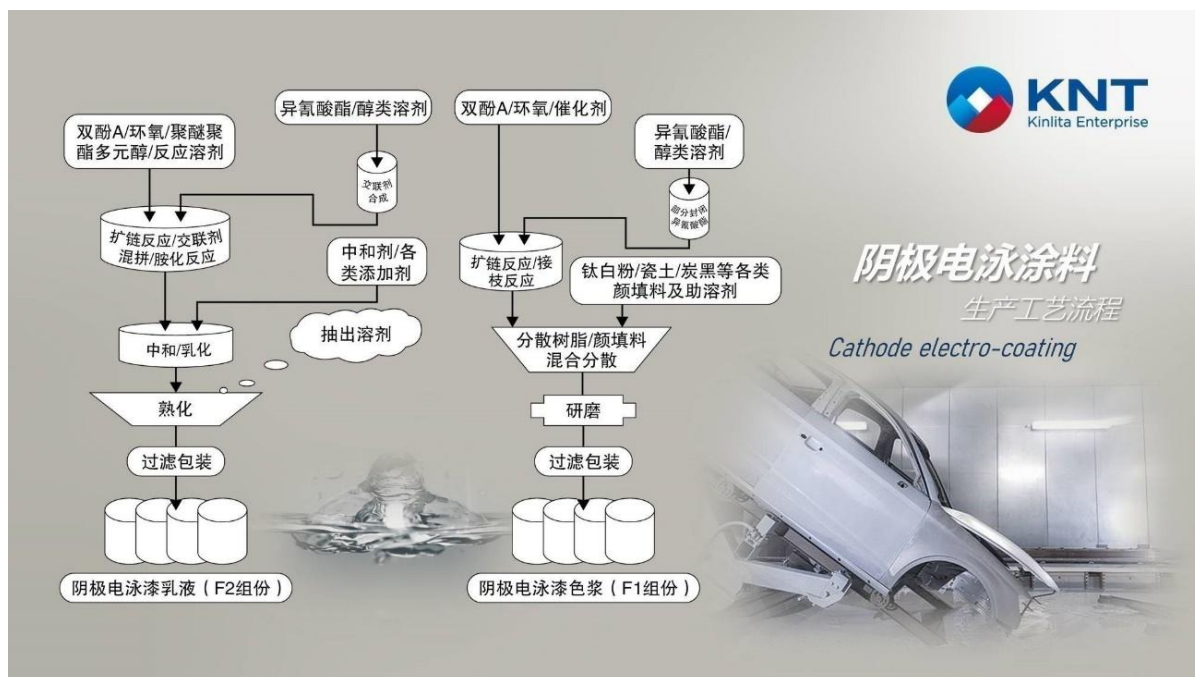 KNT
Kinlita Enterprise
阴极电泳涂料
生产工艺流程
Cathode electro-coating
双酚A/环氧/聚醚聚
酯多元醇/反应溶剂
异氰酸酯/醇类溶剂
交联剂
合成
扩链反应/交联剂
混拼/胺化反应
中和剂/各
类添加剂
中和/乳化
抽出溶剂
熟化
过滤包装
阴极电泳漆乳液（F2组份）
双酚A/环氧/催化剂
异氰酸酯/
醇类溶剂
部分封闭
异氰酸酯
扩链反应/接
枝反应
钛白粉/瓷土/炭黑等各类
颜填料及助溶剂
分散树脂/颜填料
混合分散
研磨
过滤包装
阴极电泳漆色浆（F1组份）